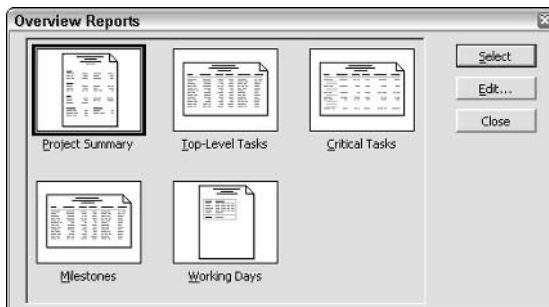 Overview Reports
Select
Edit...
Close
Project Summary
Top-Level Tasks
Critical Tasks
Milestones
Working Days